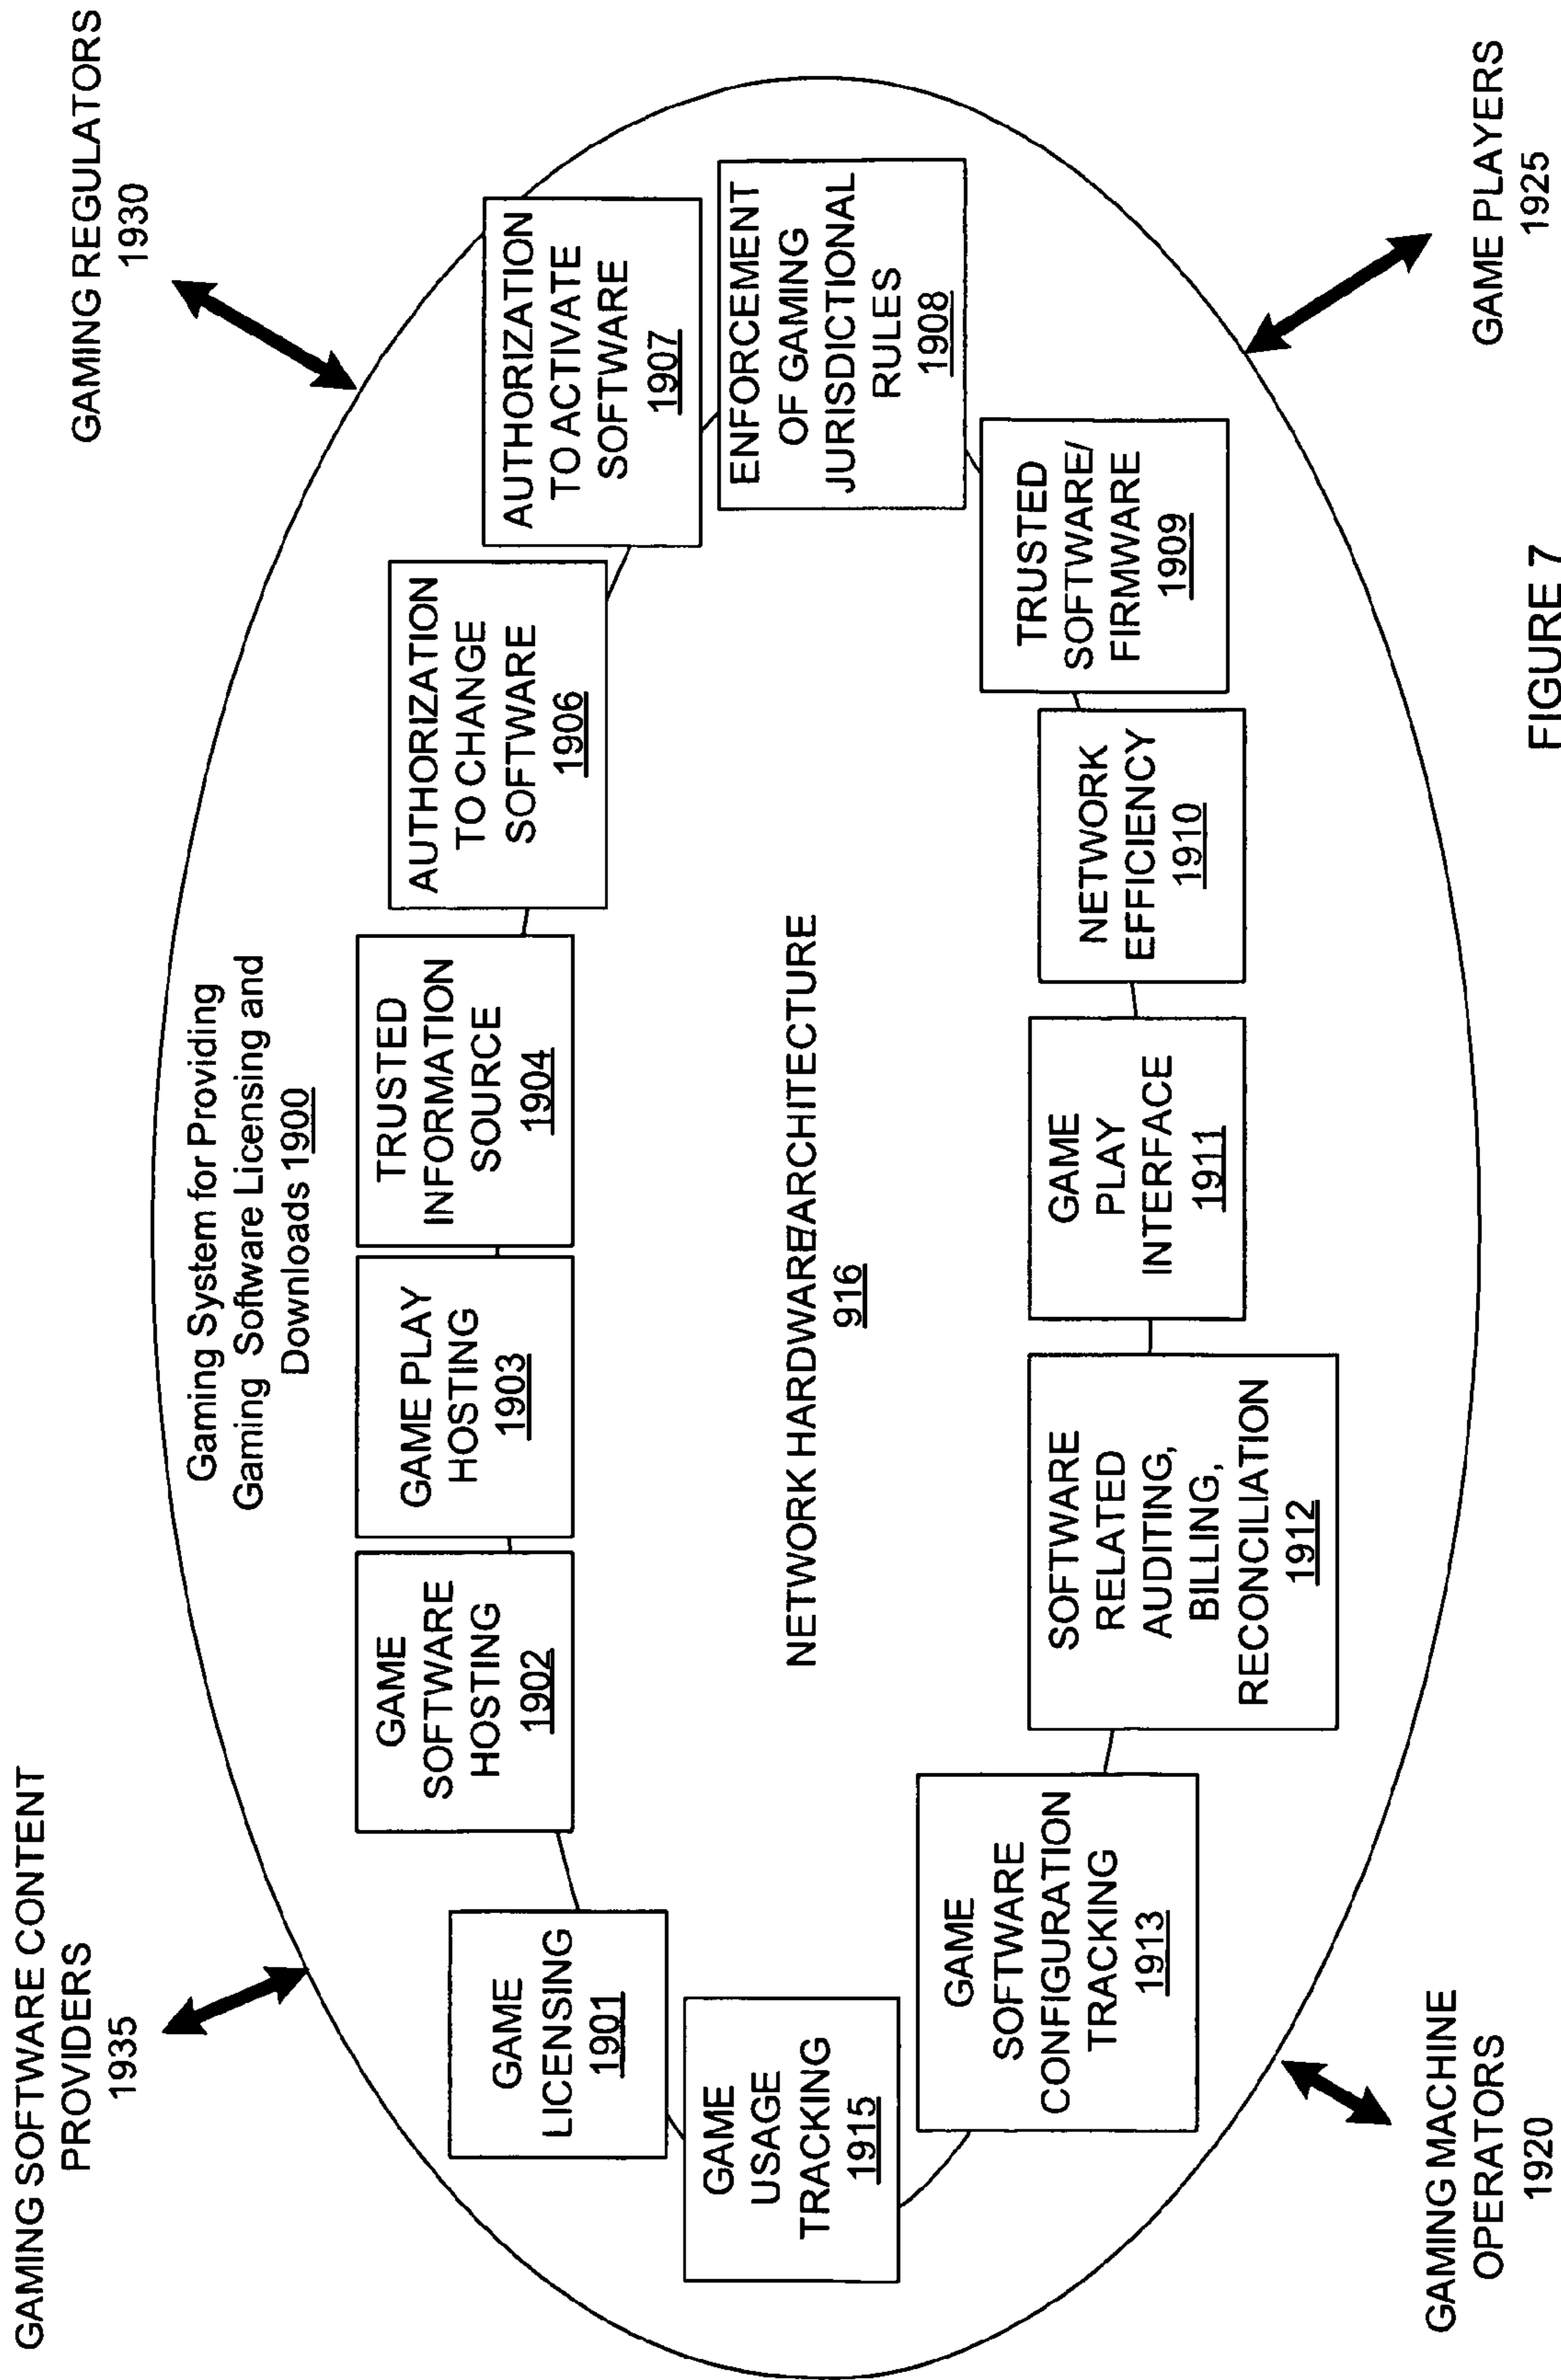 GAMING SOFTWARE CONTENT
PROVIDERS
1935
GAMING REGULATORS
1930
Gaming System for Providing
Gaming Software Licensing and
Downloads 1900
GAME
LICENSING
1901
GAME
SOFTWARE
HOSTING
1902
GAME PLAY
HOSTING
1903
TRUSTED
INFORMATION
SOURCE
1904
AUTHORIZATION
TO CHANGE
SOFTWARE
1906
AUTHORIZATION
TO ACTIVATE
SOFTWARE
1907
ENFORCEMENT
OF GAMING
JURISDICTIONAL
RULES
1908
NETWORK HARDWARE/ARCHITECTURE
916
GAME
USAGE
TRACKING
1915
GAME
SOFTWARE
CONFIGURATION
TRACKING
1913
SOFTWARE
RELATED
AUDITING,
BILLING,
RECONCILIATION
1912
GAME
PLAY
INTERFACE
1911
NETWORK
EFFICIENCY
1910
TRUSTED
SOFTWARE/
FIRMWARE
1909
GAMING MACHINE
OPERATORS
1920
GAME PLAYERS
1925
FIGURE 7